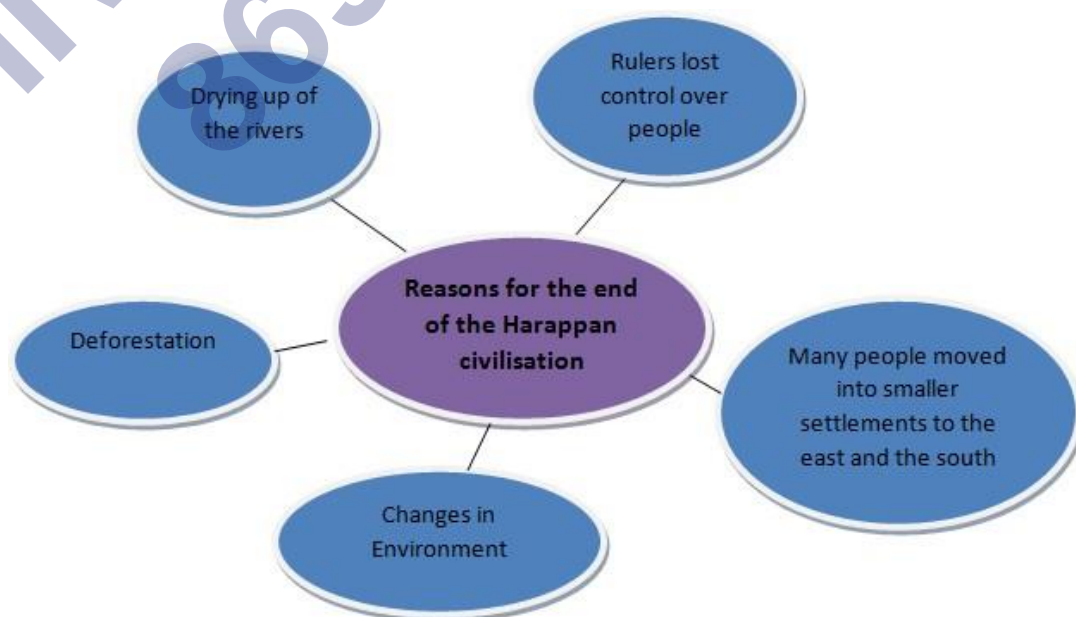 Drying up of
the rivers
Rulers lost
control over
people
Reasons for the end
of the Harappan
civilisation
Deforestation
Many people moved
into smaller
settlements to the
east and the south
Changes in
Environment